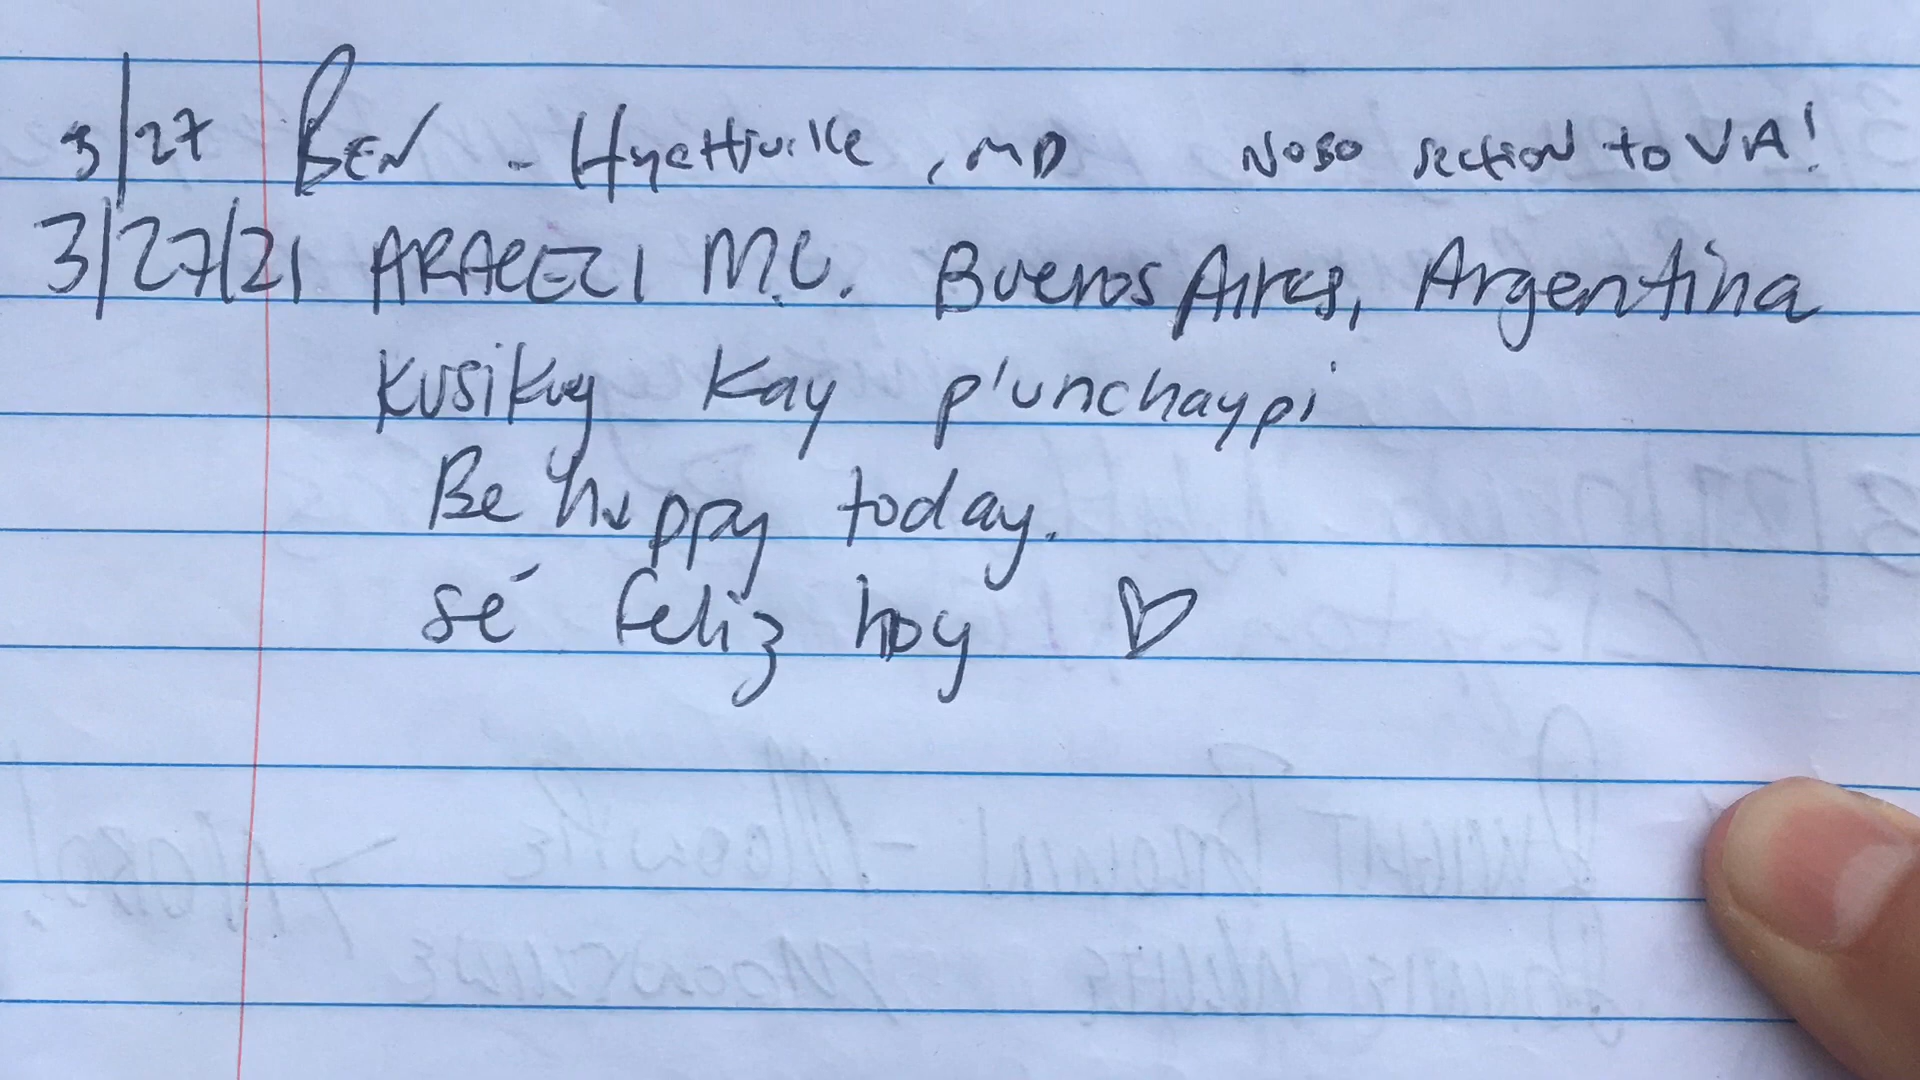 3/27 BEN - Hyattsville, MD NOBO section to VA!
3/27/21 ARACELI M.C. Buenos Aires, Argentina
Kusikuy Kay p'unchaypi
Be happy today.
sé feliz hoy ♡